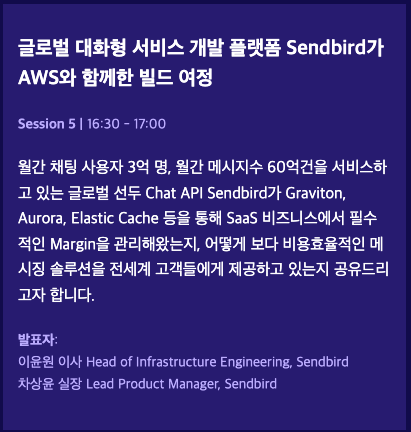 글로벌 대화형 서비스 개발 플랫폼 Sendbird가
AWS와 함께한 빌드 여정
Session 5 | 16:30 - 17:00
월간 채팅 사용자 3억 명, 월간 메시지수 60억건을 서비스하
고 있는 글로벌 선두 Chat API Sendbird가 Graviton,
Aurora, Elastic Cache 등을 통해 SaaS 비즈니스에서 필수
적인 Margin을 관리해왔는지, 어떻게 보다 비용효율적인 메
시징 솔루션을 전세계 고객들에게 제공하고 있는지 공유드리
고자 합니다.
발표자:
이윤원 이사 Head of Infrastructure Engineering, Sendbird
차상윤 실장 Lead Product Manager, Sendbird